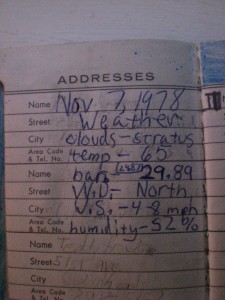 ADDRESSES
Name Nov. 7, 1978
Street Weather
City clouds - stratus
Area Code & Tel. No. temp - 65
Name bar. 29.89
Street W.D. - North
City W.S. - 4-8 mph
Area Code & Tel. No. humidity - 52%
Name
Street
City
Area Code & Tel. No.